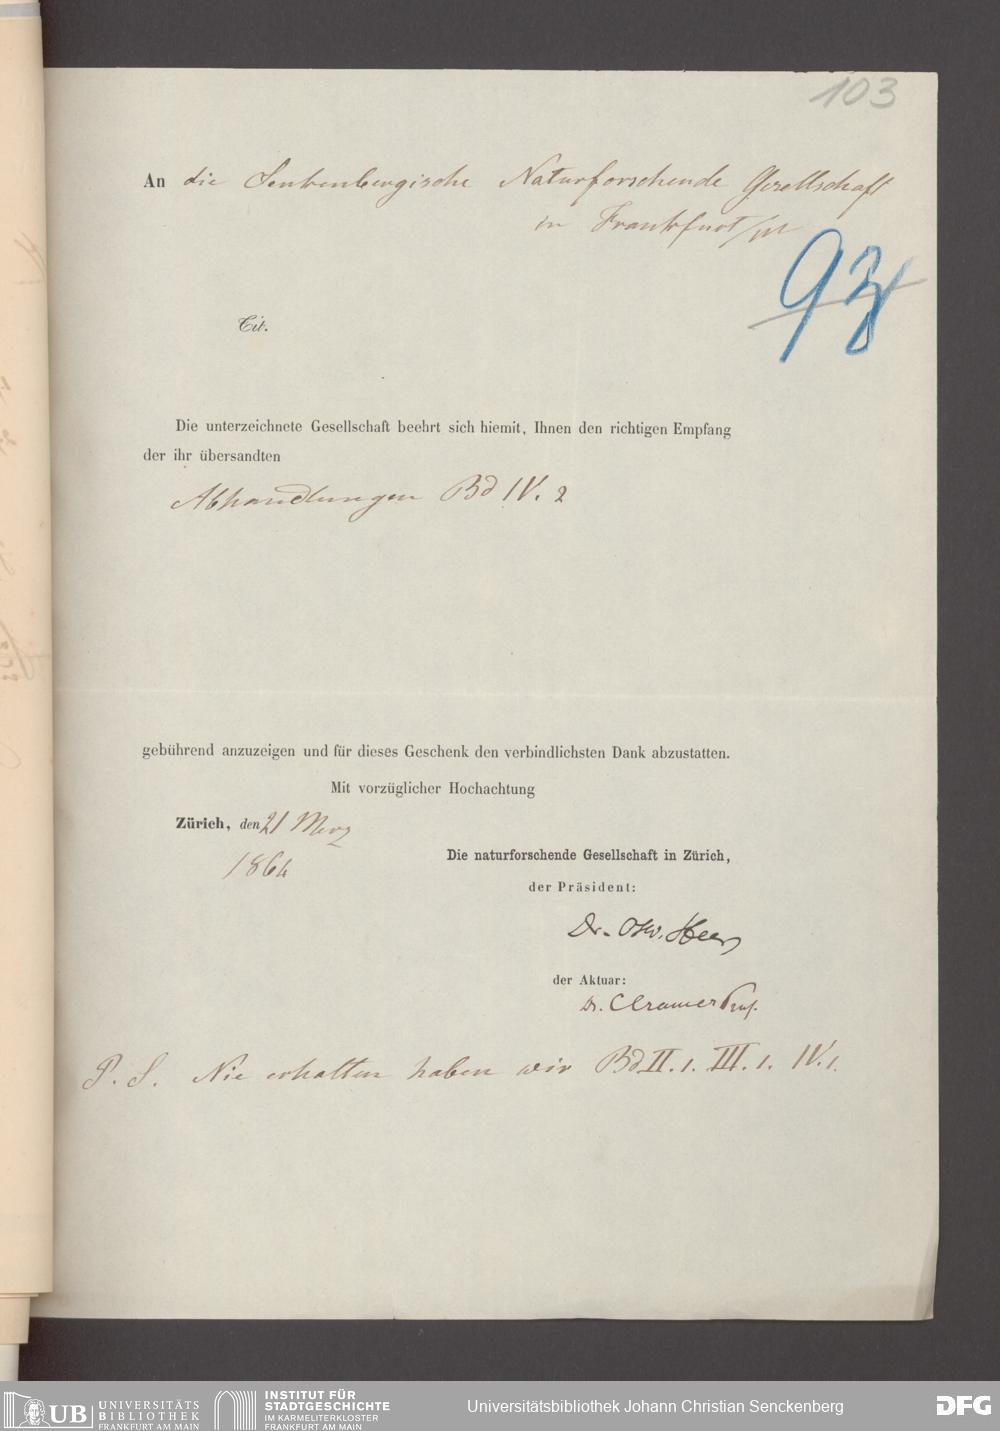 103
An die Senkenbergische Naturforschende Gesellschaft
in Frankfurt/M
93
Tit.
Die unterzeichnete Gesellschaft beehrt sich hiemit, Ihnen den richtigen Empfang
der ihr übersandten
Abhandlungen Bd IV. 2
gebührend anzuzeigen und für dieses Geschenk den verbindlichsten Dank abzustatten.
Mit vorzüglicher Hochachtung
Zürich, den 21 Merz
1864
Die naturforschende Gesellschaft in Zürich,
der Präsident:
Dr. Osw. Heer
der Aktuar:
Dr. C Cramer Prof.
P. S. Nie erhalten haben wir Bd II. 1. III. 1. IV. 1.
UB UNIVERSITÄTS
BIBLIOTHEK
FRANKFURT AM MAIN
INSTITUT FÜR
STADTGESCHICHTE
IM KARMELITERKLOSTER
FRANKFURT AM MAIN
Universitätsbibliothek Johann Christian Senckenberg
DFG